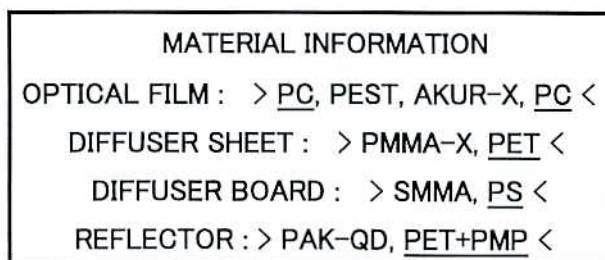 MATERIAL INFORMATION
OPTICAL FILM : > PC, PEST, AKUR-X, PC <
DIFFUSER SHEET : > PMMA-X, PET <
DIFFUSER BOARD : > SMMA, PS <
REFLECTOR : > PAK-QD, PET+PMP <